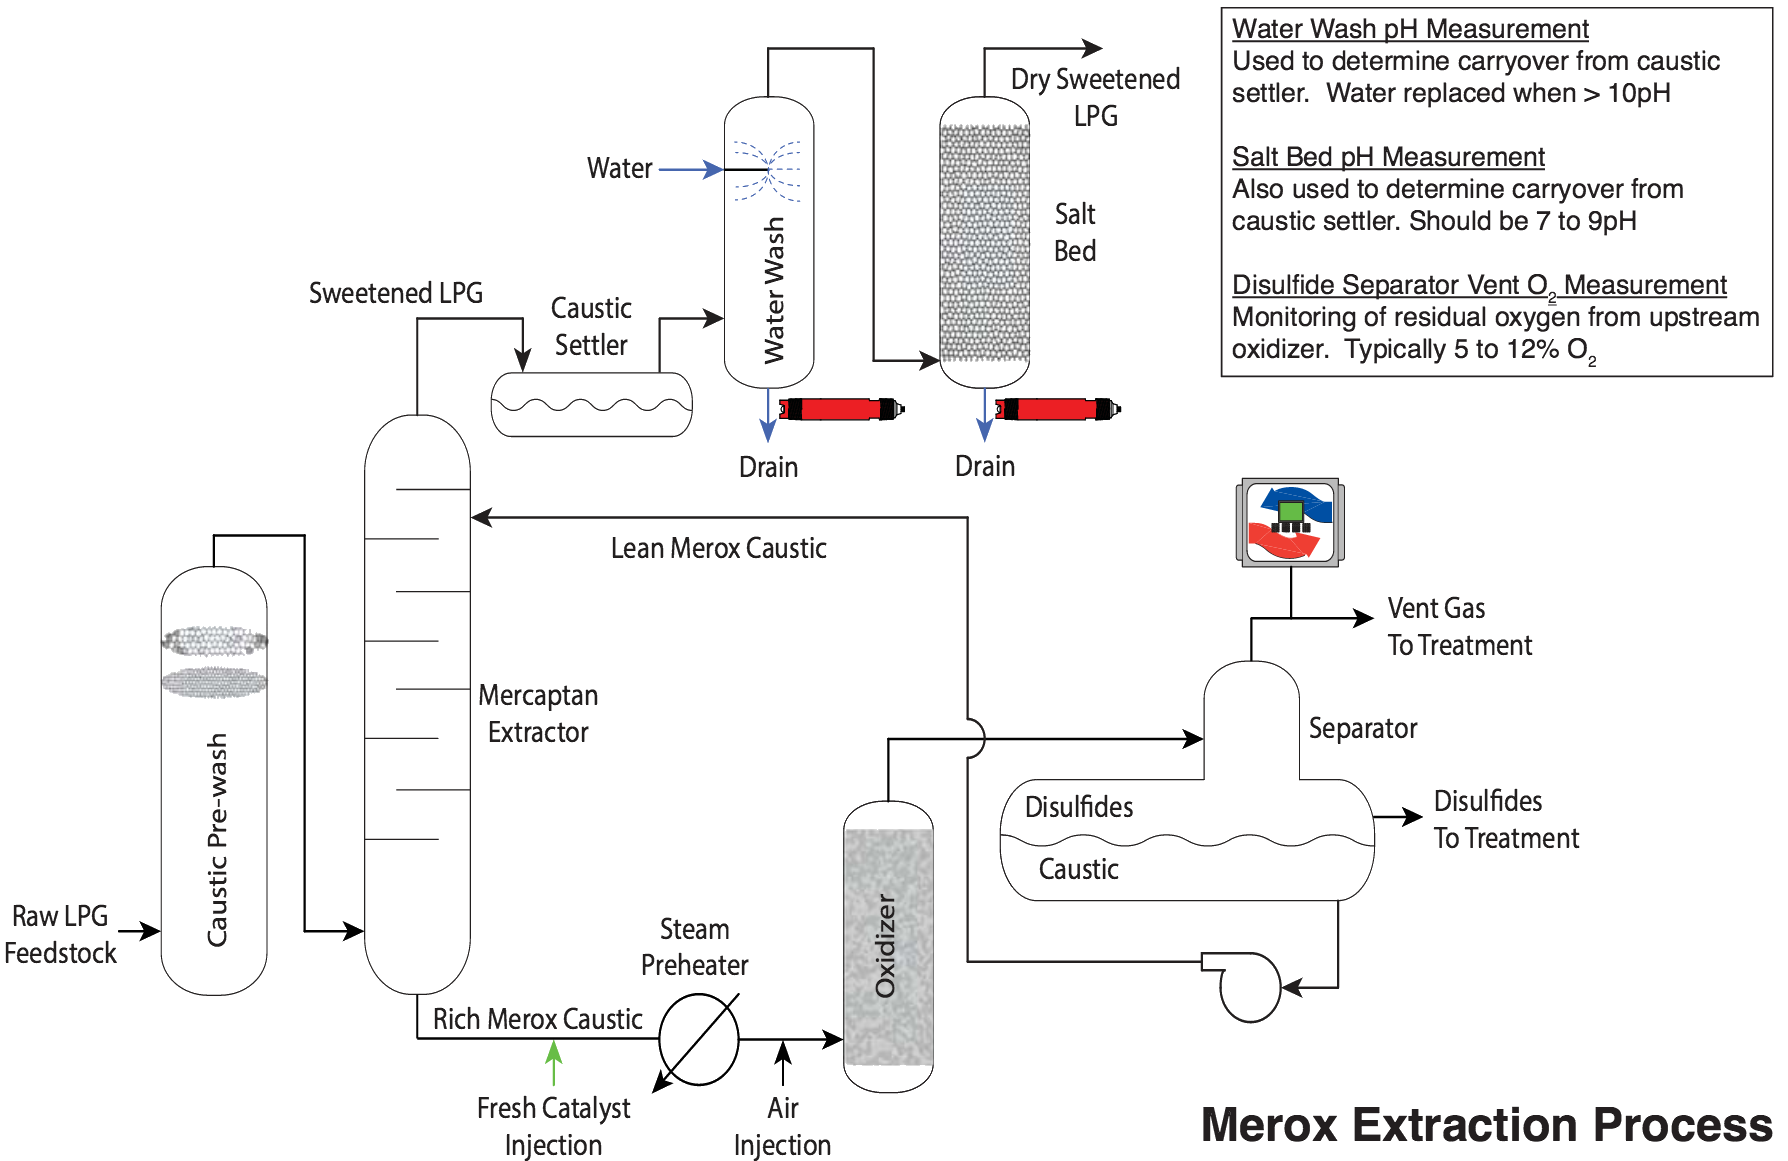 Water Wash pH Measurement
Used to determine carryover from caustic
settler.  Water replaced when > 10pH
Salt Bed pH Measurement
Also used to determine carryover from
caustic settler. Should be 7 to 9pH
Disulfide Separator Vent O2 Measurement
Monitoring of residual oxygen from upstream
oxidizer.  Typically 5 to 12% O2
Dry Sweetened
LPG
Water
Water Wash
Salt
Bed
Sweetened LPG
Caustic
Settler
Drain
Drain
Lean Merox Caustic
Vent Gas
To Treatment
Mercaptan
Extractor
Separator
Caustic Pre-wash
Disulfides
Caustic
Disulfides
To Treatment
Raw LPG
Feedstock
Steam
Preheater
Oxidizer
Rich Merox Caustic
Fresh Catalyst
Injection
Air
Injection
Merox Extraction Process